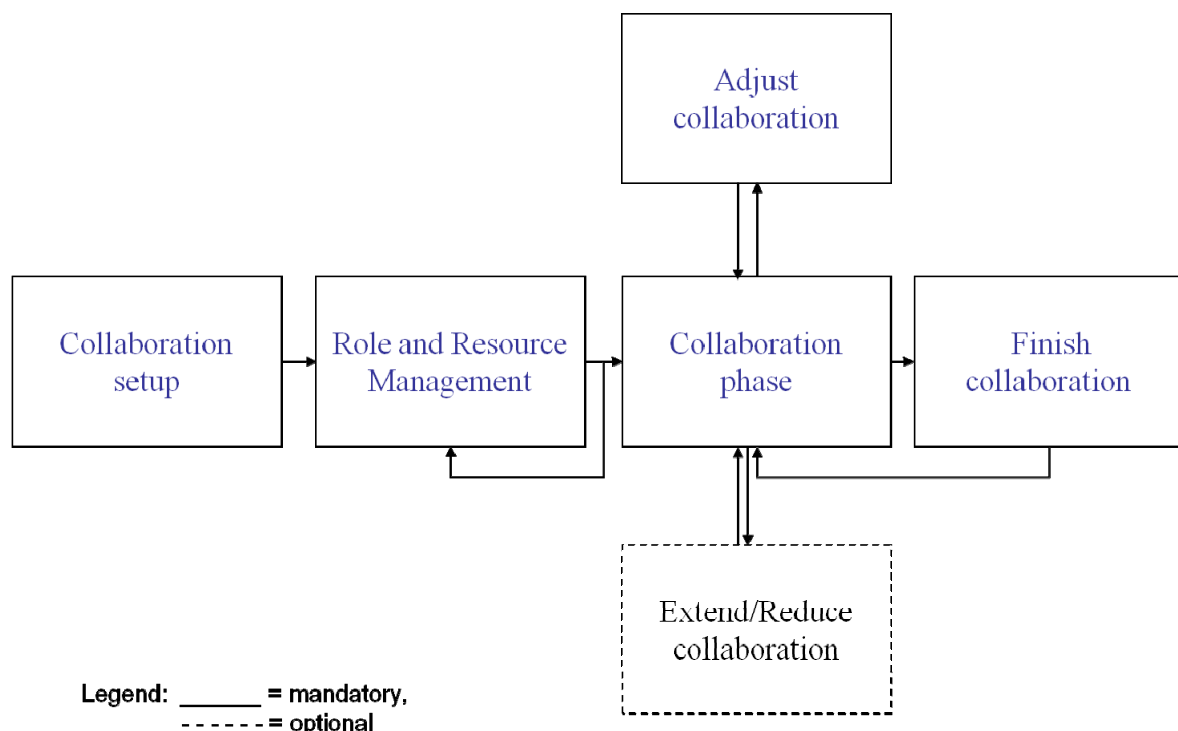 Adjust
collaboration
Collaboration
setup
Role and Resource
Management
Collaboration
phase
Finish
collaboration
Extend/Reduce
collaboration
Legend: ______ = mandatory,
- - - - - - - = optional